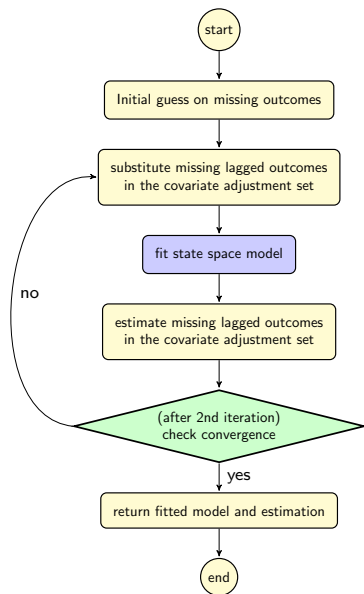 start
Initial guess on missing outcomes
substitute missing lagged outcomes
in the covariate adjustment set
fit state space model
no
estimate missing lagged outcomes
in the covariate adjustment set
(after 2nd iteration)
check convergence
yes
return fitted model and estimation
end